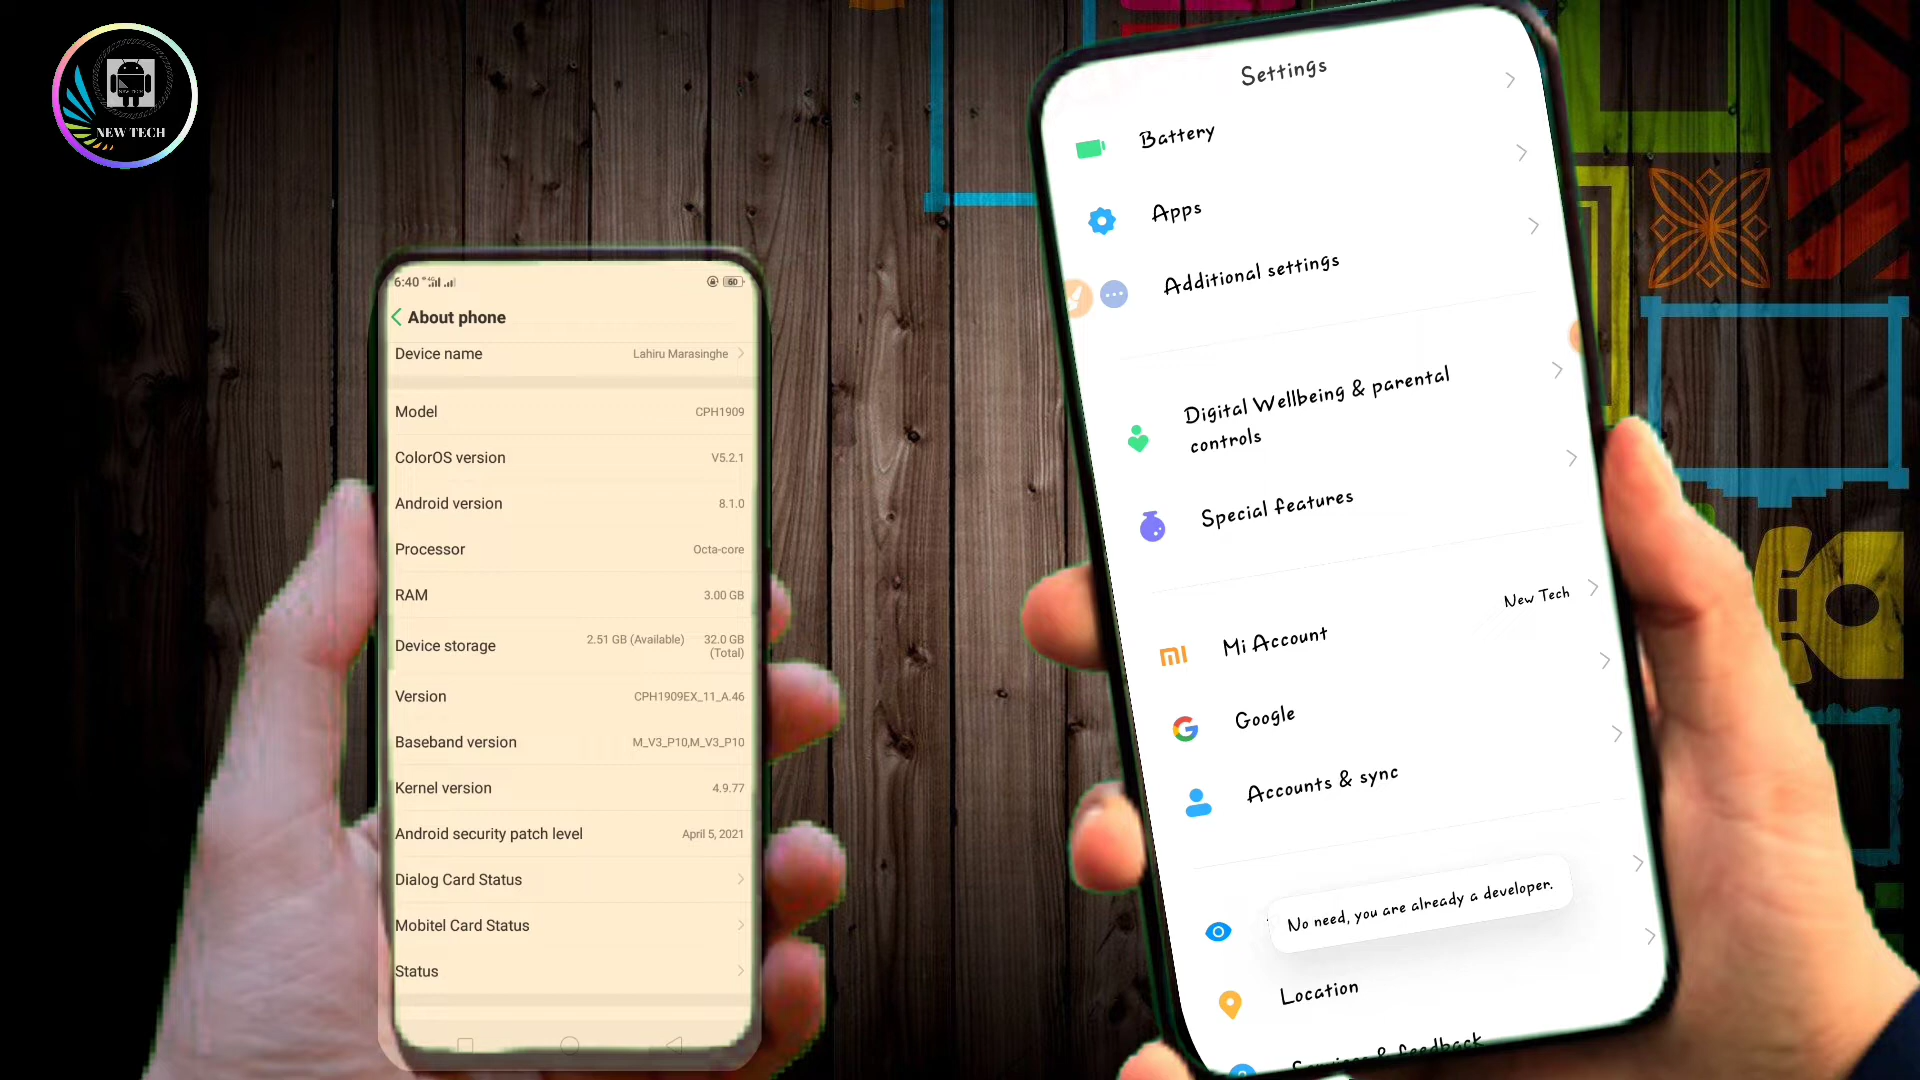 NEW TECH
6:40
60
About phone
Device name Lahiru Marasinghe
Model CPH1909
ColorOS version V5.2.1
Android version 8.1.0
Processor Octa-core
RAM 3.00 GB
Device storage 2.51 GB (Available) 32.0 GB
(Total)
Version CPH1909EX_11_A.46
Baseband version M_V3_P10,M_V3_P10
Kernel version 4.9.77
Android security patch level April 5, 2021
Dialog Card Status
Mobitel Card Status
Status
Settings
Battery
Apps
Additional settings
Digital Wellbeing & parental
controls
Special features
Mi Account New Tech
Google
Accounts & sync
No need, you are already a developer.
Location
& feedback